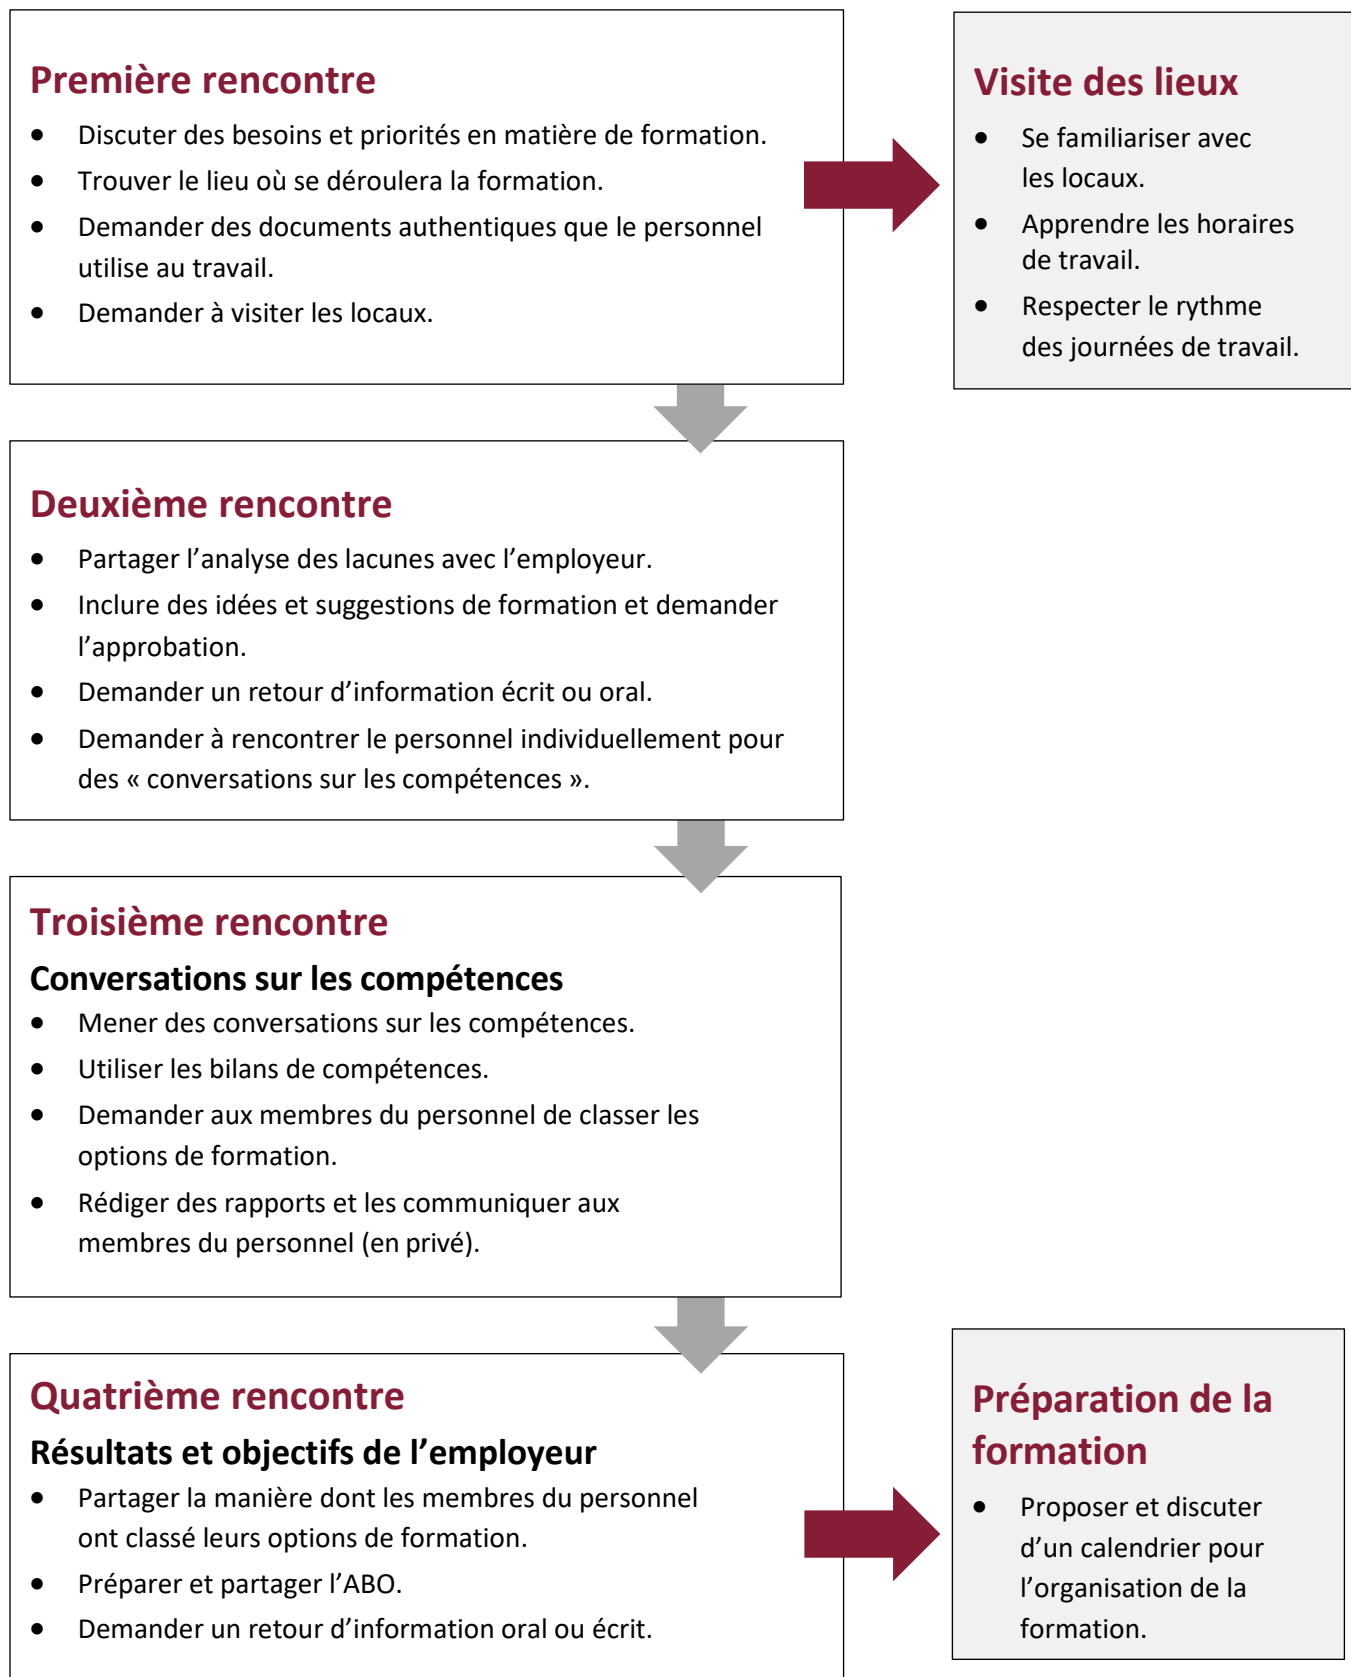 Première rencontre
• Discuter des besoins et priorités en matière de formation.
• Trouver le lieu où se déroulera la formation.
• Demander des documents authentiques que le personnel
utilise au travail.
• Demander à visiter les locaux.
Visite des lieux
• Se familiariser avec
les locaux.
• Apprendre les horaires
de travail.
• Respecter le rythme
des journées de travail.
Deuxième rencontre
• Partager l’analyse des lacunes avec l’employeur.
• Inclure des idées et suggestions de formation et demander
l’approbation.
• Demander un retour d’information écrit ou oral.
• Demander à rencontrer le personnel individuellement pour
des « conversations sur les compétences ».
Troisième rencontre
Conversations sur les compétences
• Mener des conversations sur les compétences.
• Utiliser les bilans de compétences.
• Demander aux membres du personnel de classer les
options de formation.
• Rédiger des rapports et les communiquer aux
membres du personnel (en privé).
Quatrième rencontre
Résultats et objectifs de l’employeur
• Partager la manière dont les membres du personnel
ont classé leurs options de formation.
• Préparer et partager l’ABO.
• Demander un retour d’information oral ou écrit.
Préparation de la
formation
• Proposer et discuter
d’un calendrier pour
l’organisation de la
formation.